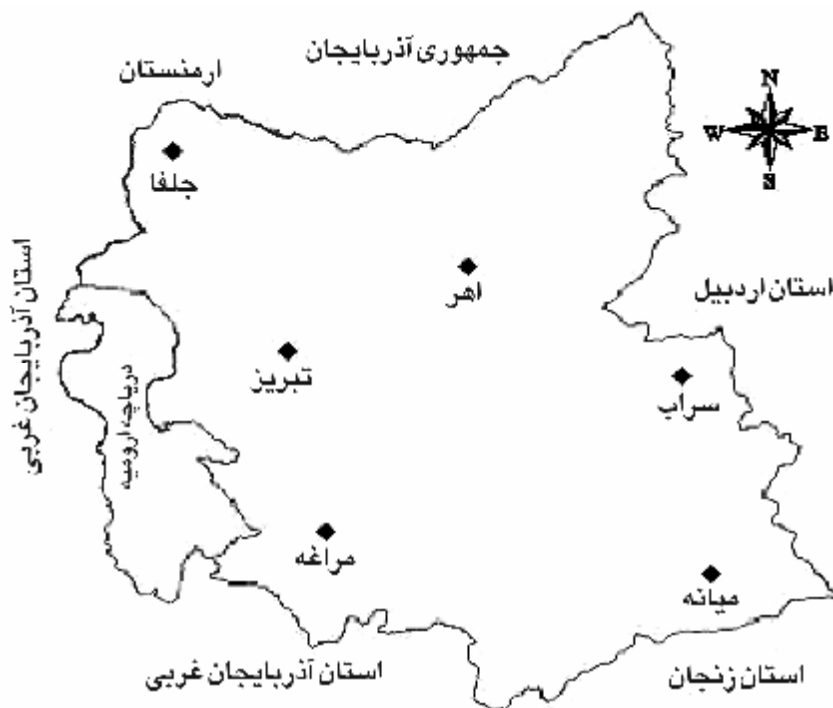 جمهوری آذربایجان
ارمنستان
N
W
E
S
جلفا
استان آذربایجان غربی
اهر
استان اردبیل
تبریز
دریاچه ارومیه
سراب
مراغه
میانه
استان آذربایجان غربی
استان زنجان